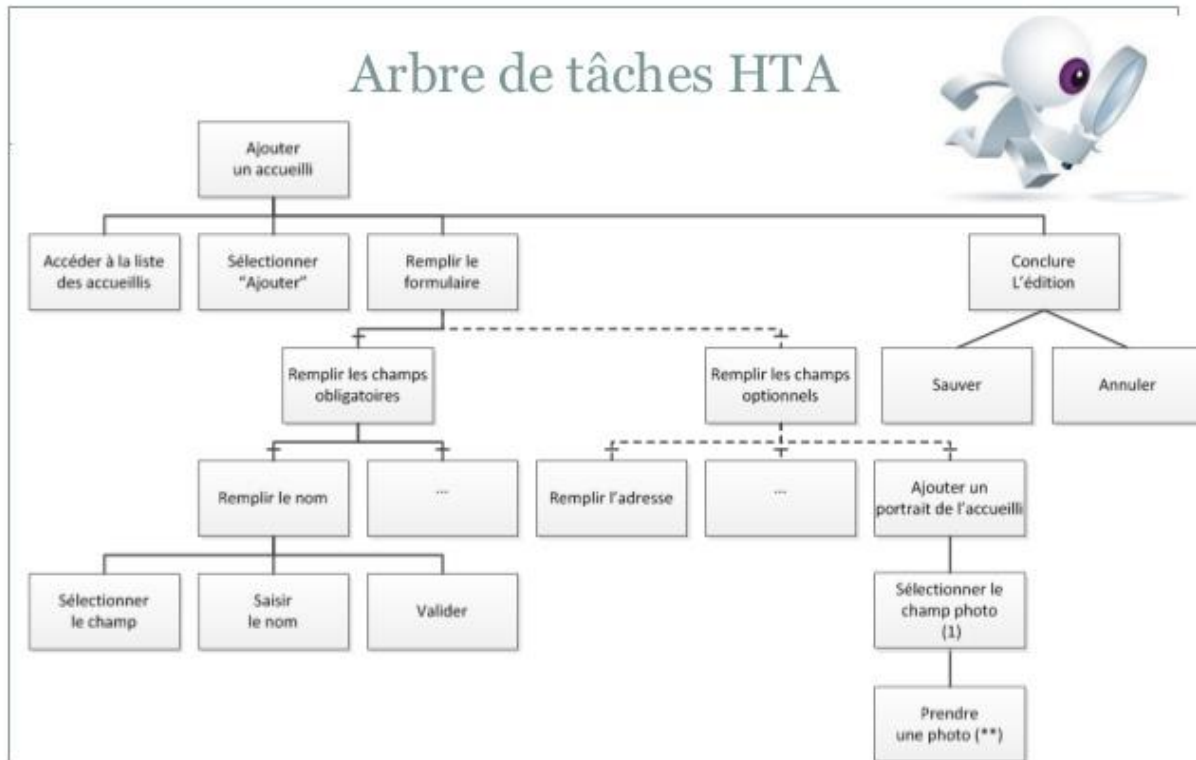 Arbre de tâches HTA
Ajouter
un accueilli
Accéder à la liste
des accueillis
Sélectionner
“Ajouter”
Remplir le
formulaire
Conclure
L’édition
Remplir les champs
obligatoires
Remplir les champs
optionnels
Sauver
Annuler
Remplir le nom
...
Remplir l’adresse
...
Ajouter un
portrait de l’accueilli
Sélectionner
le champ
Saisir
le nom
Valider
Sélectionner le
champ photo
(1)
Prendre
une photo (**)